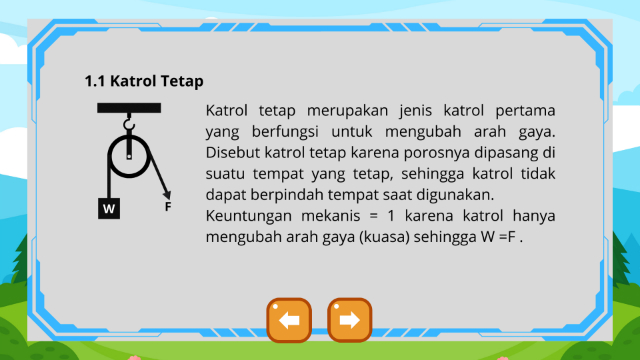 1.1 Katrol Tetap
Katrol tetap merupakan jenis katrol pertama
yang berfungsi untuk mengubah arah gaya.
Disebut katrol tetap karena porosnya dipasang di
suatu tempat yang tetap, sehingga katrol tidak
dapat berpindah tempat saat digunakan.
Keuntungan mekanis = 1 karena katrol hanya
mengubah arah gaya (kuasa) sehingga W =F .
W
F